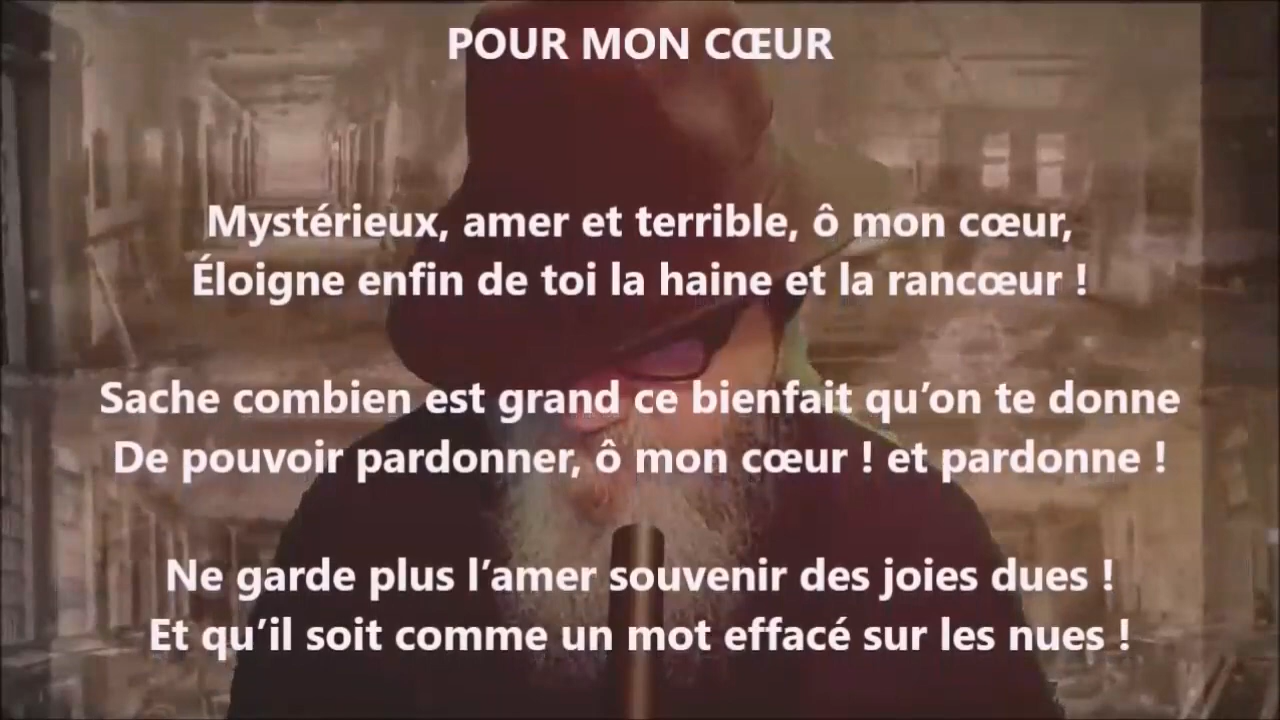 POUR MON CŒUR
Mystérieux, amer et terrible, ô mon cœur,
Éloigne enfin de toi la haine et la rancœur !
Sache combien est grand ce bienfait qu’on te donne
De pouvoir pardonner, ô mon cœur ! et pardonne !
Ne garde plus l’amer souvenir des joies dues !
Et qu’il soit comme un mot effacé sur les nues !